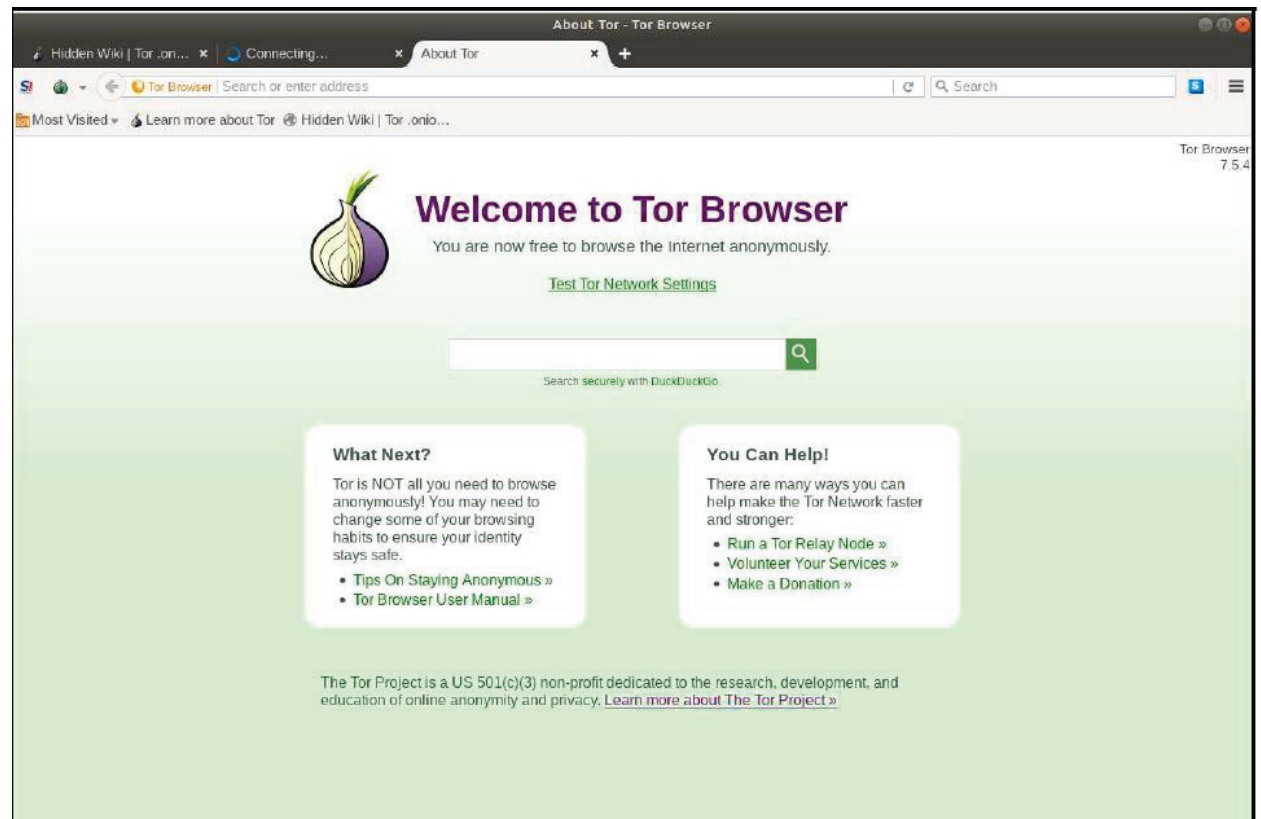 About Tor - Tor Browser
Hidden Wiki | Tor .on... Connecting... About Tor
Tor Browser Search or enter address Search
Most Visited Learn more about Tor Hidden Wiki | Tor .onio...
Tor Browser
7.5.4
Welcome to Tor Browser
You are now free to browse the Internet anonymously.
Test Tor Network Settings
Search securely with DuckDuckGo.
What Next?
Tor is NOT all you need to browse
anonymously! You may need to
change some of your browsing
habits to ensure your identity
stays safe.
• Tips On Staying Anonymous »
• Tor Browser User Manual »
You Can Help!
There are many ways you can
help make the Tor Network faster
and stronger:
• Run a Tor Relay Node »
• Volunteer Your Services »
• Make a Donation »
The Tor Project is a US 501(c)(3) non-profit dedicated to the research, development, and
education of online anonymity and privacy. Learn more about The Tor Project »